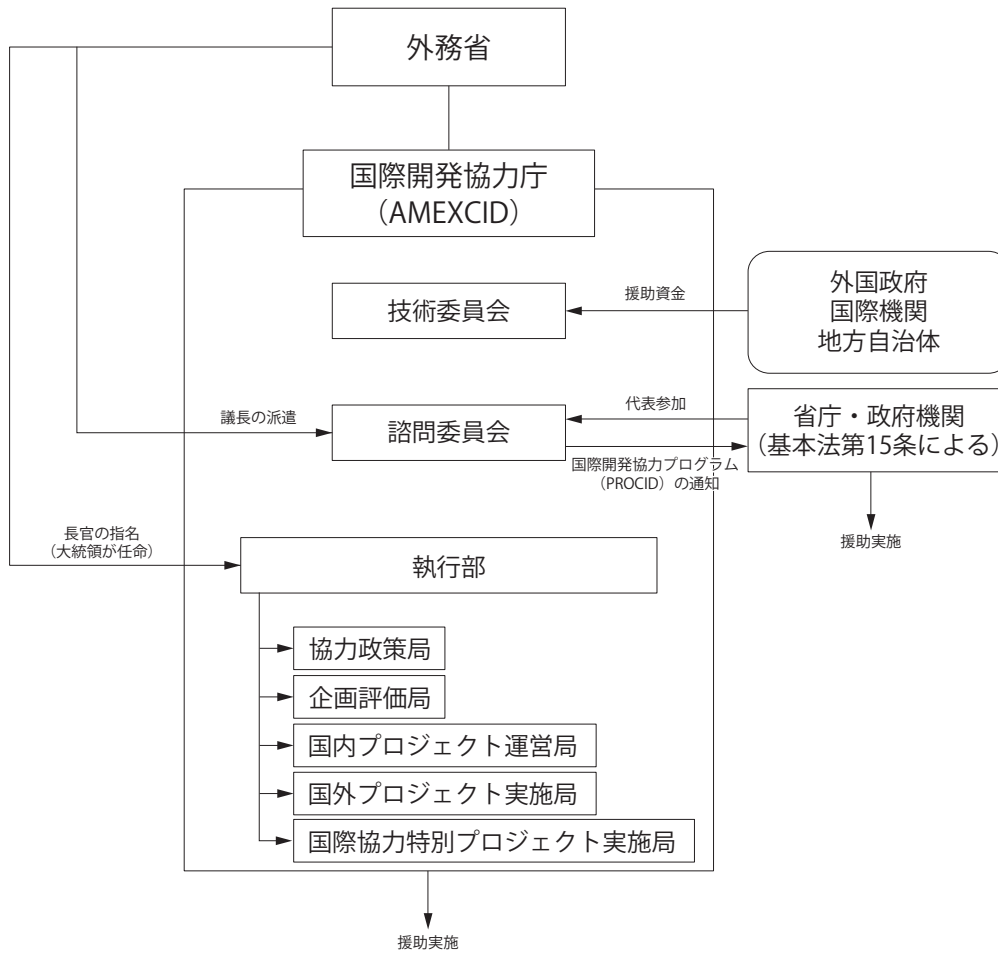 外務省
国際開発協力庁
（AMEXCID）
技術委員会
援助資金
外国政府
国際機関
地方自治体
議長の派遣
諮問委員会
代表参加
国際開発協力プログラム
（PROCID）の通知
省庁・政府機関
（基本法第15条による）
援助実施
長官の指名
（大統領が任命）
執行部
協力政策局
企画評価局
国内プロジェクト運営局
国外プロジェクト実施局
国際協力特別プロジェクト実施局
援助実施